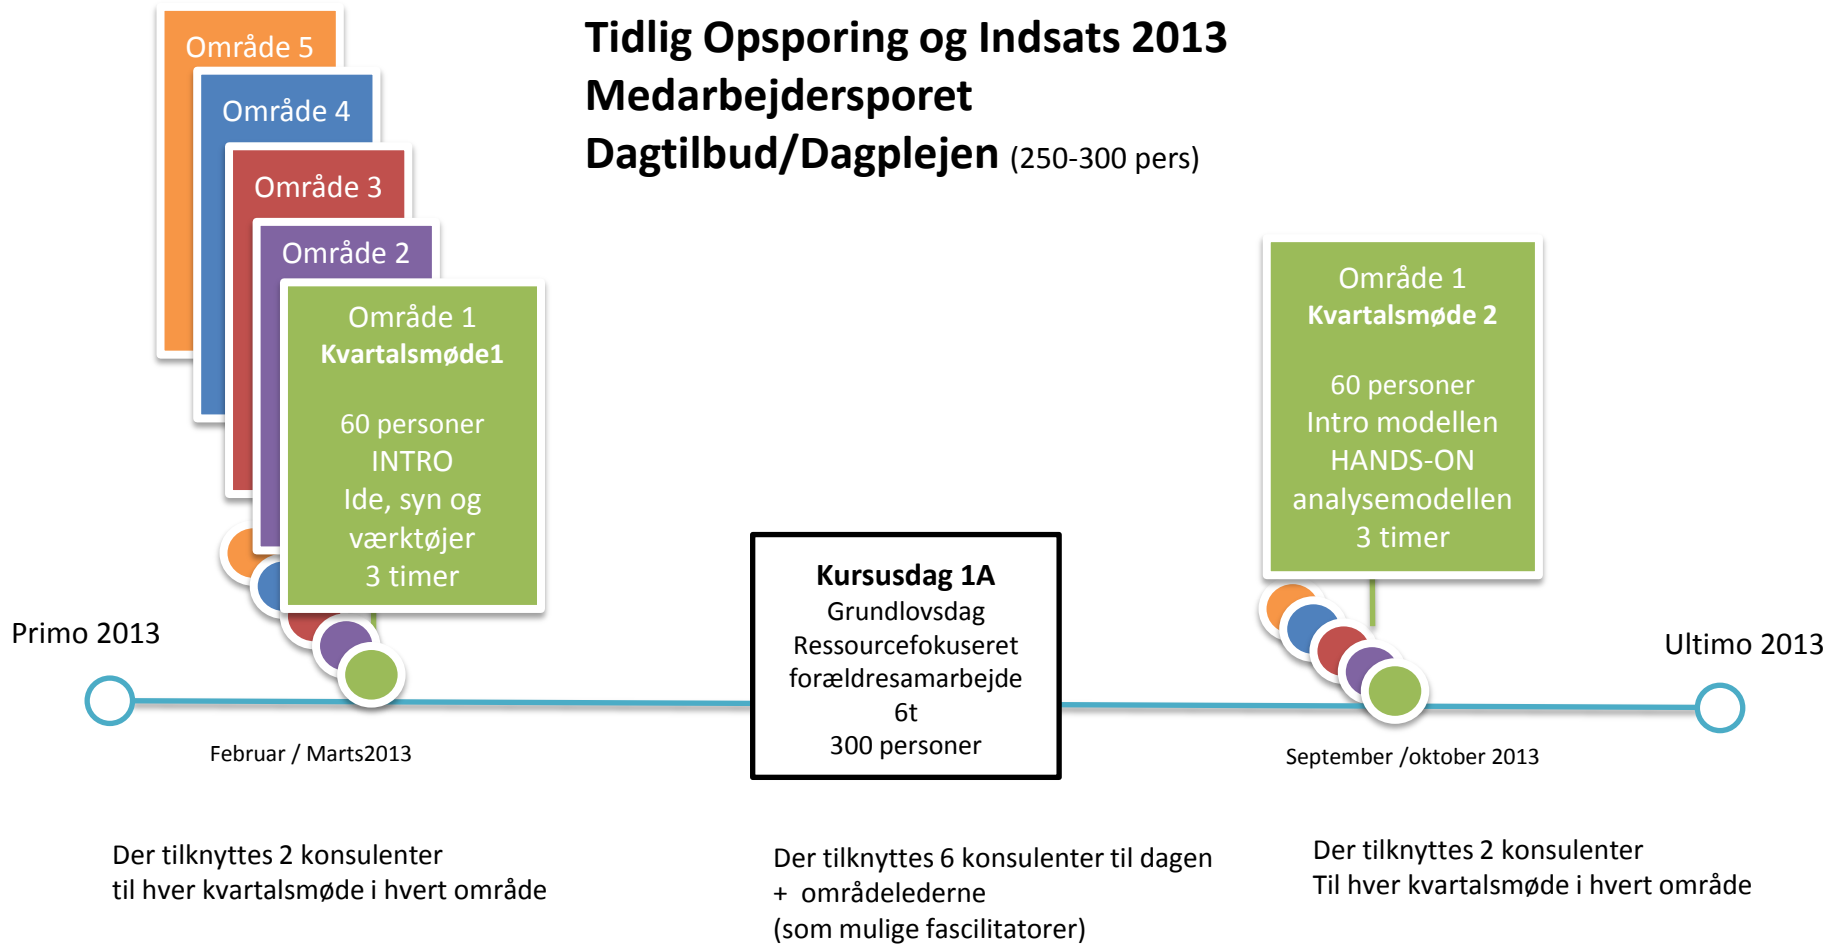 Tidlig Opsporing og Indsats 2013
Medarbejdersporet
Dagtilbud/Dagplejen (250-300 pers)
Område 5
Område 4
Område 3
Område 2
Område 1
Kvartalsmøde1
60 personer
INTRO
Ide, syn og
værktøjer
3 timer
Område 1
Kvartalsmøde 2
60 personer
Intro modellen
HANDS-ON
analysemodellen
3 timer
Kursusdag 1A
Grundlovsdag
Ressourcefokuseret
forældresamarbejde
6t
300 personer
Primo 2013
Ultimo 2013
Februar / Marts2013
September /oktober 2013
Der tilknyttes 2 konsulenter
til hver kvartalsmøde i hvert område
Der tilknyttes 6 konsulenter til dagen
+ områdelederne
(som mulige fascilitatorer)
Der tilknyttes 2 konsulenter
Til hver kvartalsmøde i hvert område